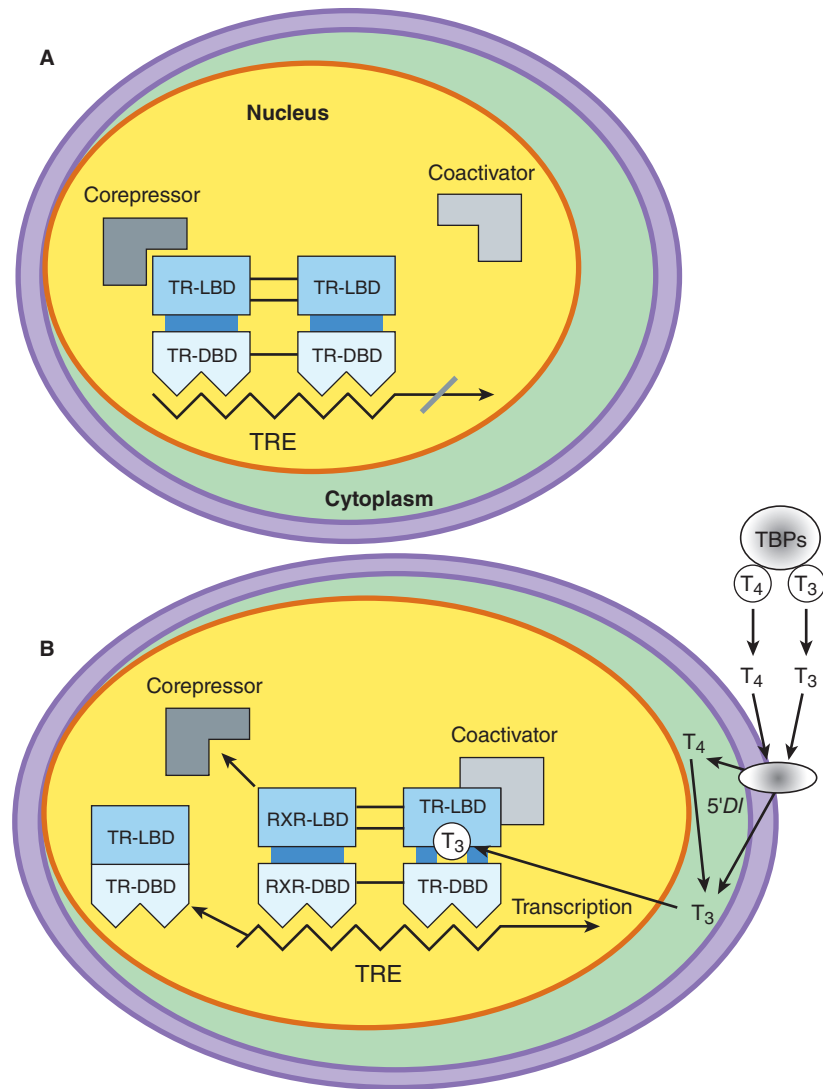 A
Nucleus
Coactivator
Corepressor
TR-LBD
TR-LBD
TR-DBD
TR-DBD
TRE
Cytoplasm
TBPs
T4
T3
B
T4
T3
Corepressor
Coactivator
T4
5'DI
TR-LBD
RXR-LBD
TR-LBD
T3
TR-DBD
RXR-DBD
TR-DBD
Transcription
T3
TRE